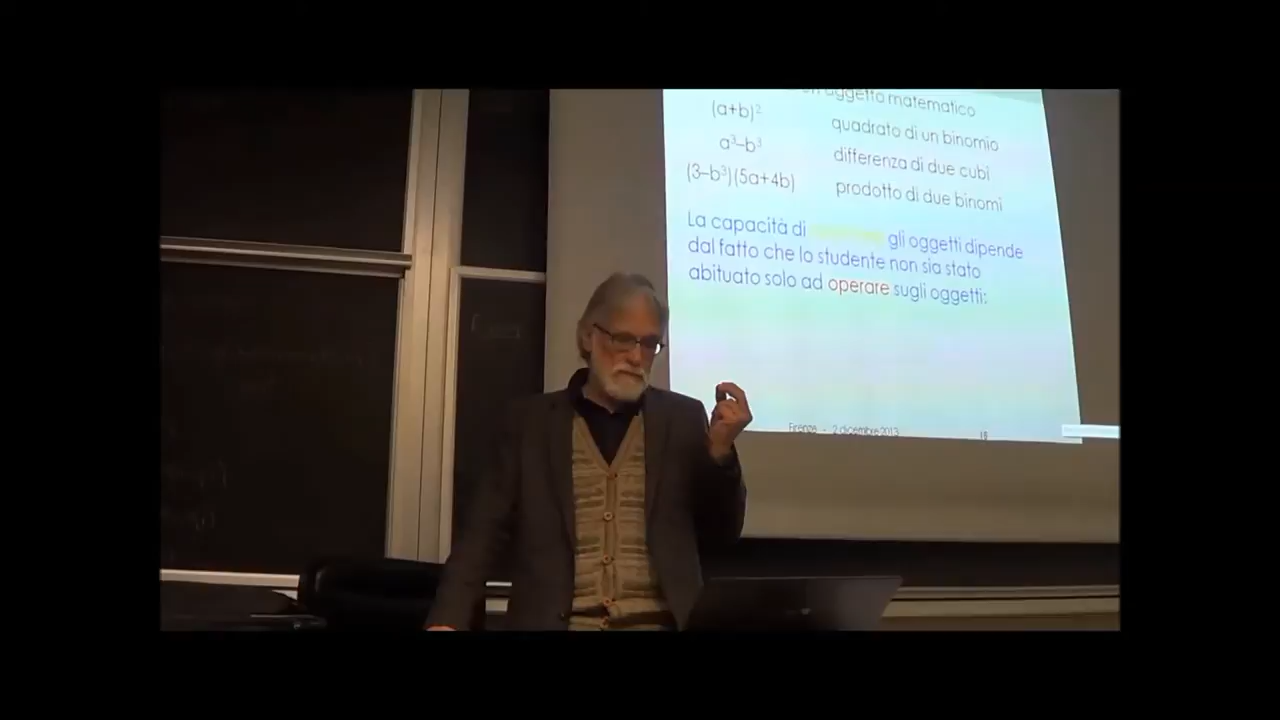 un oggetto matematico
(a+b)² quadrato di un binomio
a³–b³ differenza di due cubi
(3–b³)(5a+4b) prodotto di due binomi
La capacità di gli oggetti dipende
dal fatto che lo studente non sia stato
abituato solo ad operare sugli oggetti:
Firenze - 2 dicembre 2013